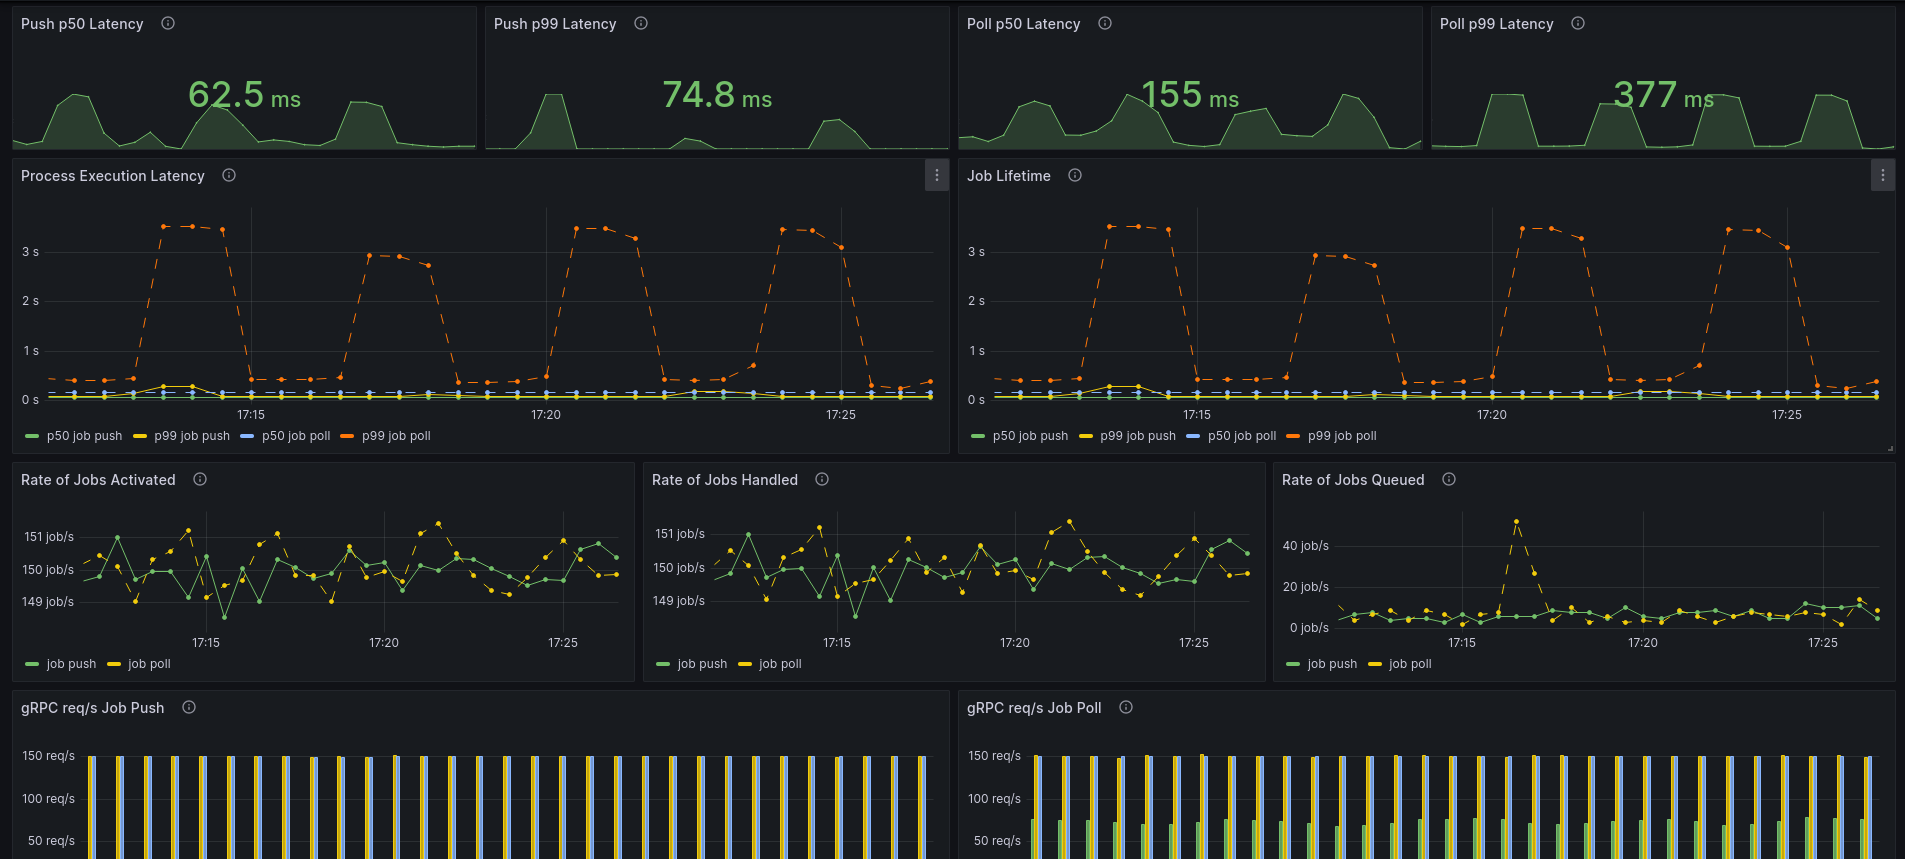 Push p50 Latency
62.5 ms
Push p99 Latency
74.8 ms
Poll p50 Latency
155 ms
Poll p99 Latency
377 ms
Process Execution Latency
3 s
2 s
1 s
0 s
17:15 17:20 17:25
p50 job push p99 job push p50 job poll p99 job poll
Job Lifetime
3 s
2 s
1 s
0 s
17:15 17:20 17:25
p50 job push p99 job push p50 job poll p99 job poll
Rate of Jobs Activated
151 job/s
150 job/s
149 job/s
17:15 17:20 17:25
job push job poll
Rate of Jobs Handled
151 job/s
150 job/s
149 job/s
17:15 17:20 17:25
job push job poll
Rate of Jobs Queued
40 job/s
20 job/s
0 job/s
17:15 17:20 17:25
job push job poll
gRPC req/s Job Push
150 req/s
100 req/s
50 req/s
gRPC req/s Job Poll
150 req/s
100 req/s
50 req/s